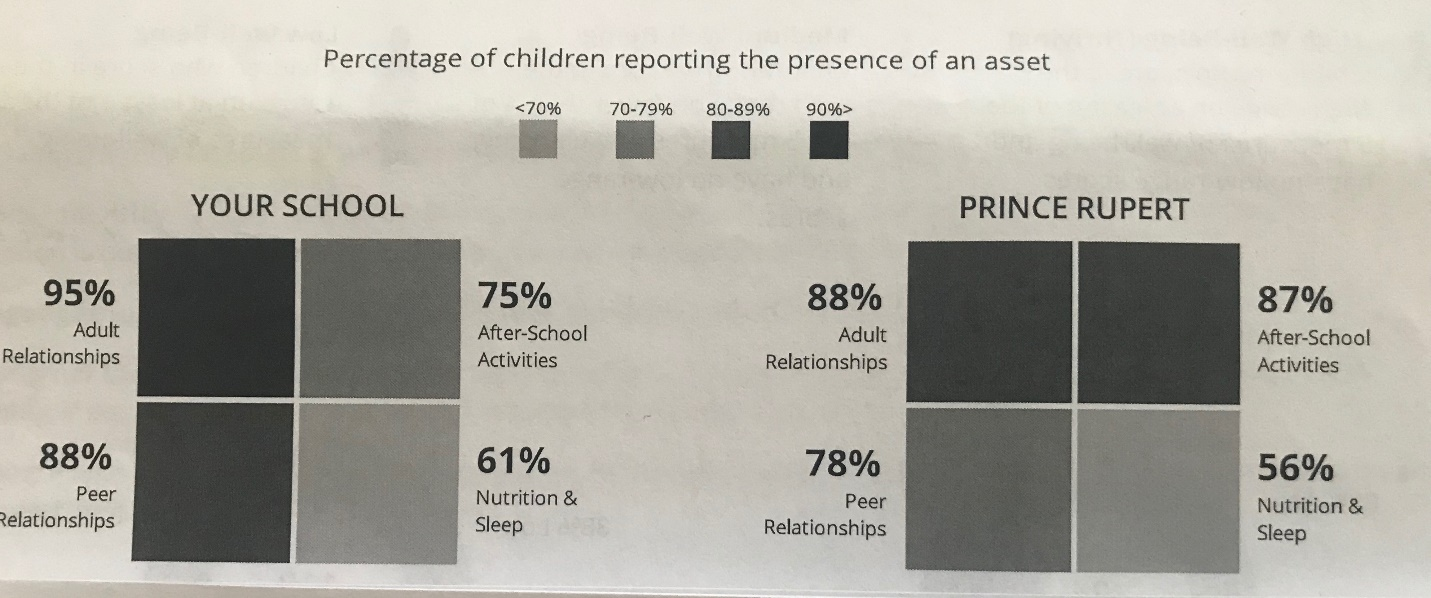 Percentage of children reporting the presence of an asset
<70% 70-79% 80-89% 90%>
YOUR SCHOOL
95%
Adult
Relationships
75%
After-School
Activities
88%
Peer
Relationships
61%
Nutrition &
Sleep
PRINCE RUPERT
88%
Adult
Relationships
87%
After-School
Activities
78%
Peer
Relationships
56%
Nutrition &
Sleep